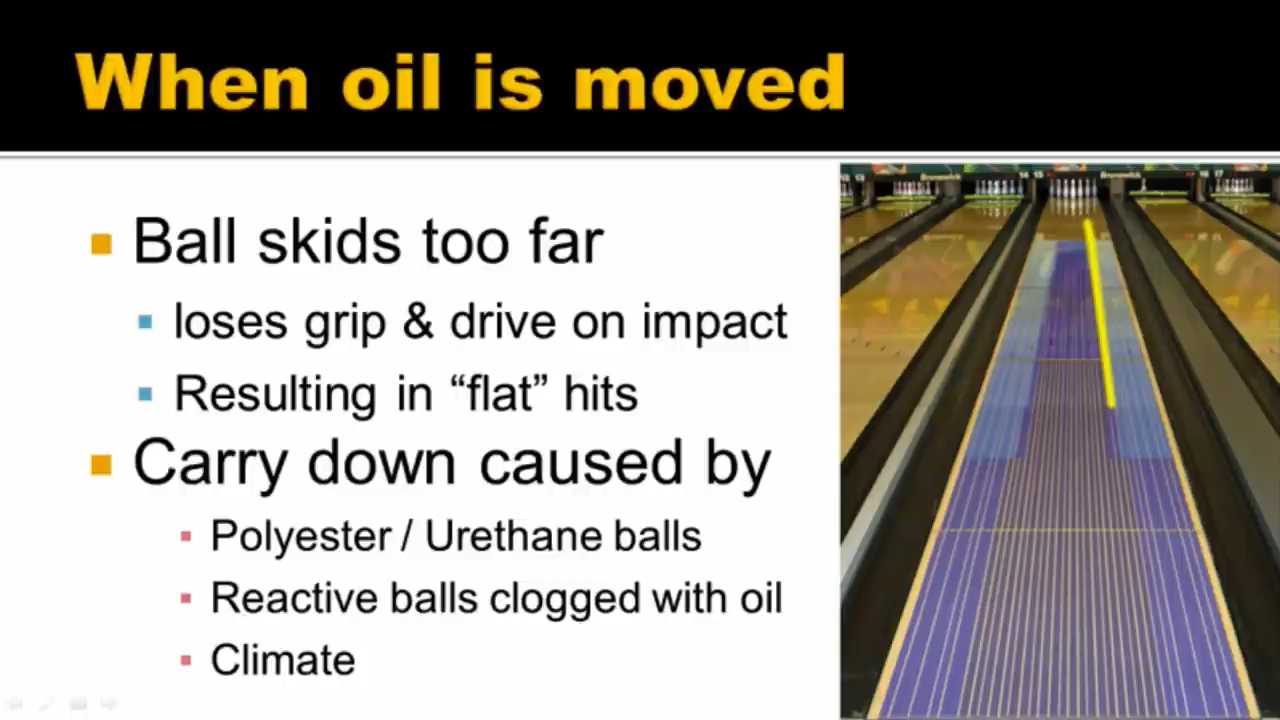 When oil is moved
Ball skids too far
loses grip & drive on impact
Resulting in “flat” hits
Carry down caused by
Polyester / Urethane balls
Reactive balls clogged with oil
Climate